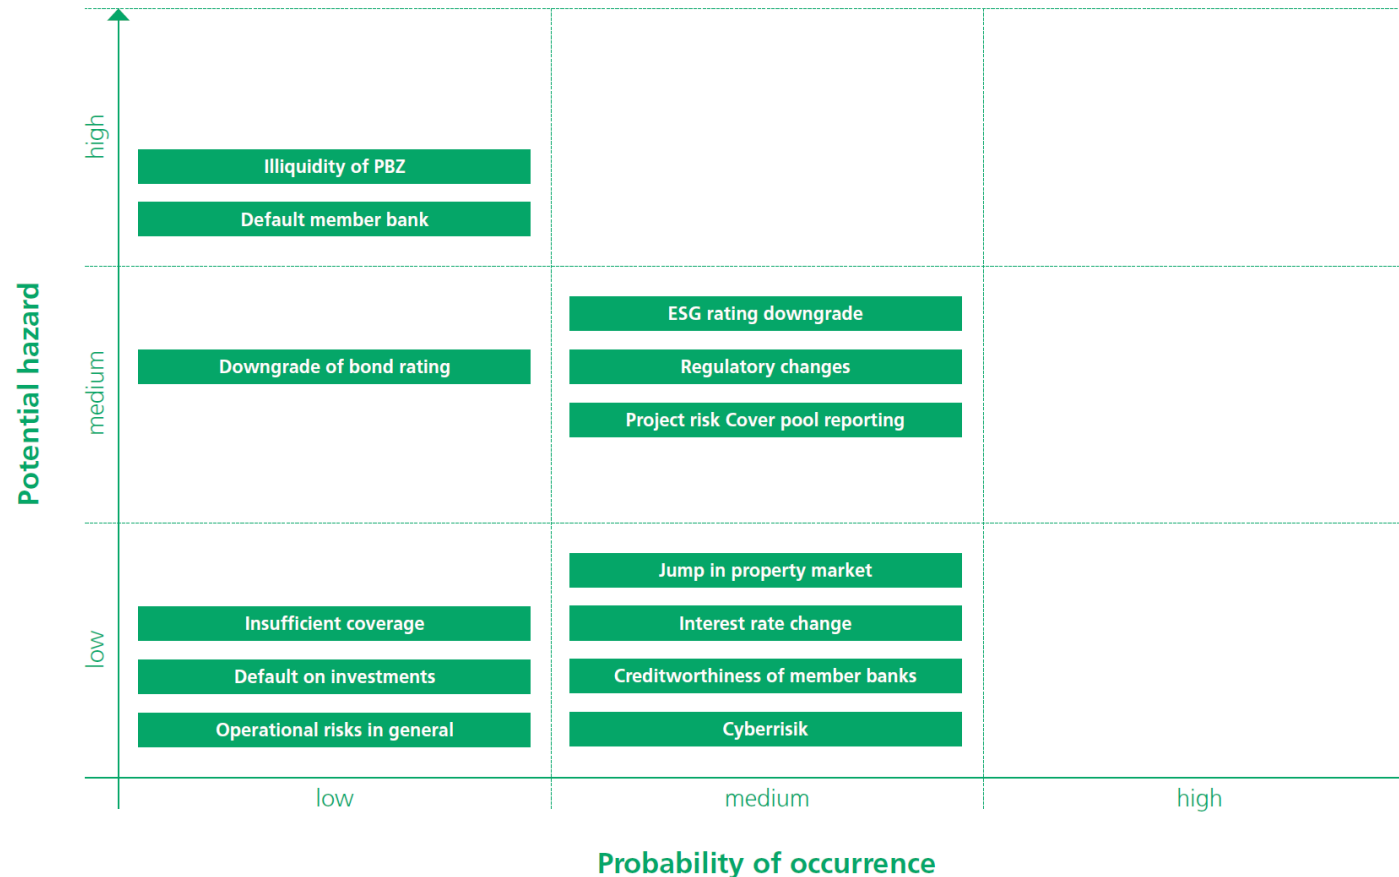 Potential hazard
high
Illiquidity of PBZ
Default member bank
medium
Downgrade of bond rating
ESG rating downgrade
Regulatory changes
Project risk Cover pool reporting
low
Insufficient coverage
Default on investments
Operational risks in general
Jump in property market
Interest rate change
Creditworthiness of member banks
Cyberrisik
low
medium
high
Probability of occurrence